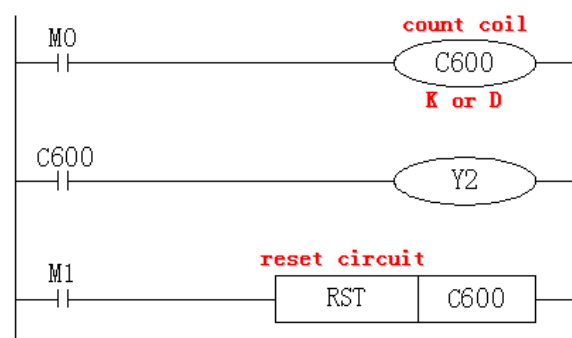 count coil
M0
C600
K or D
C600
Y2
reset circuit
M1
RST C600